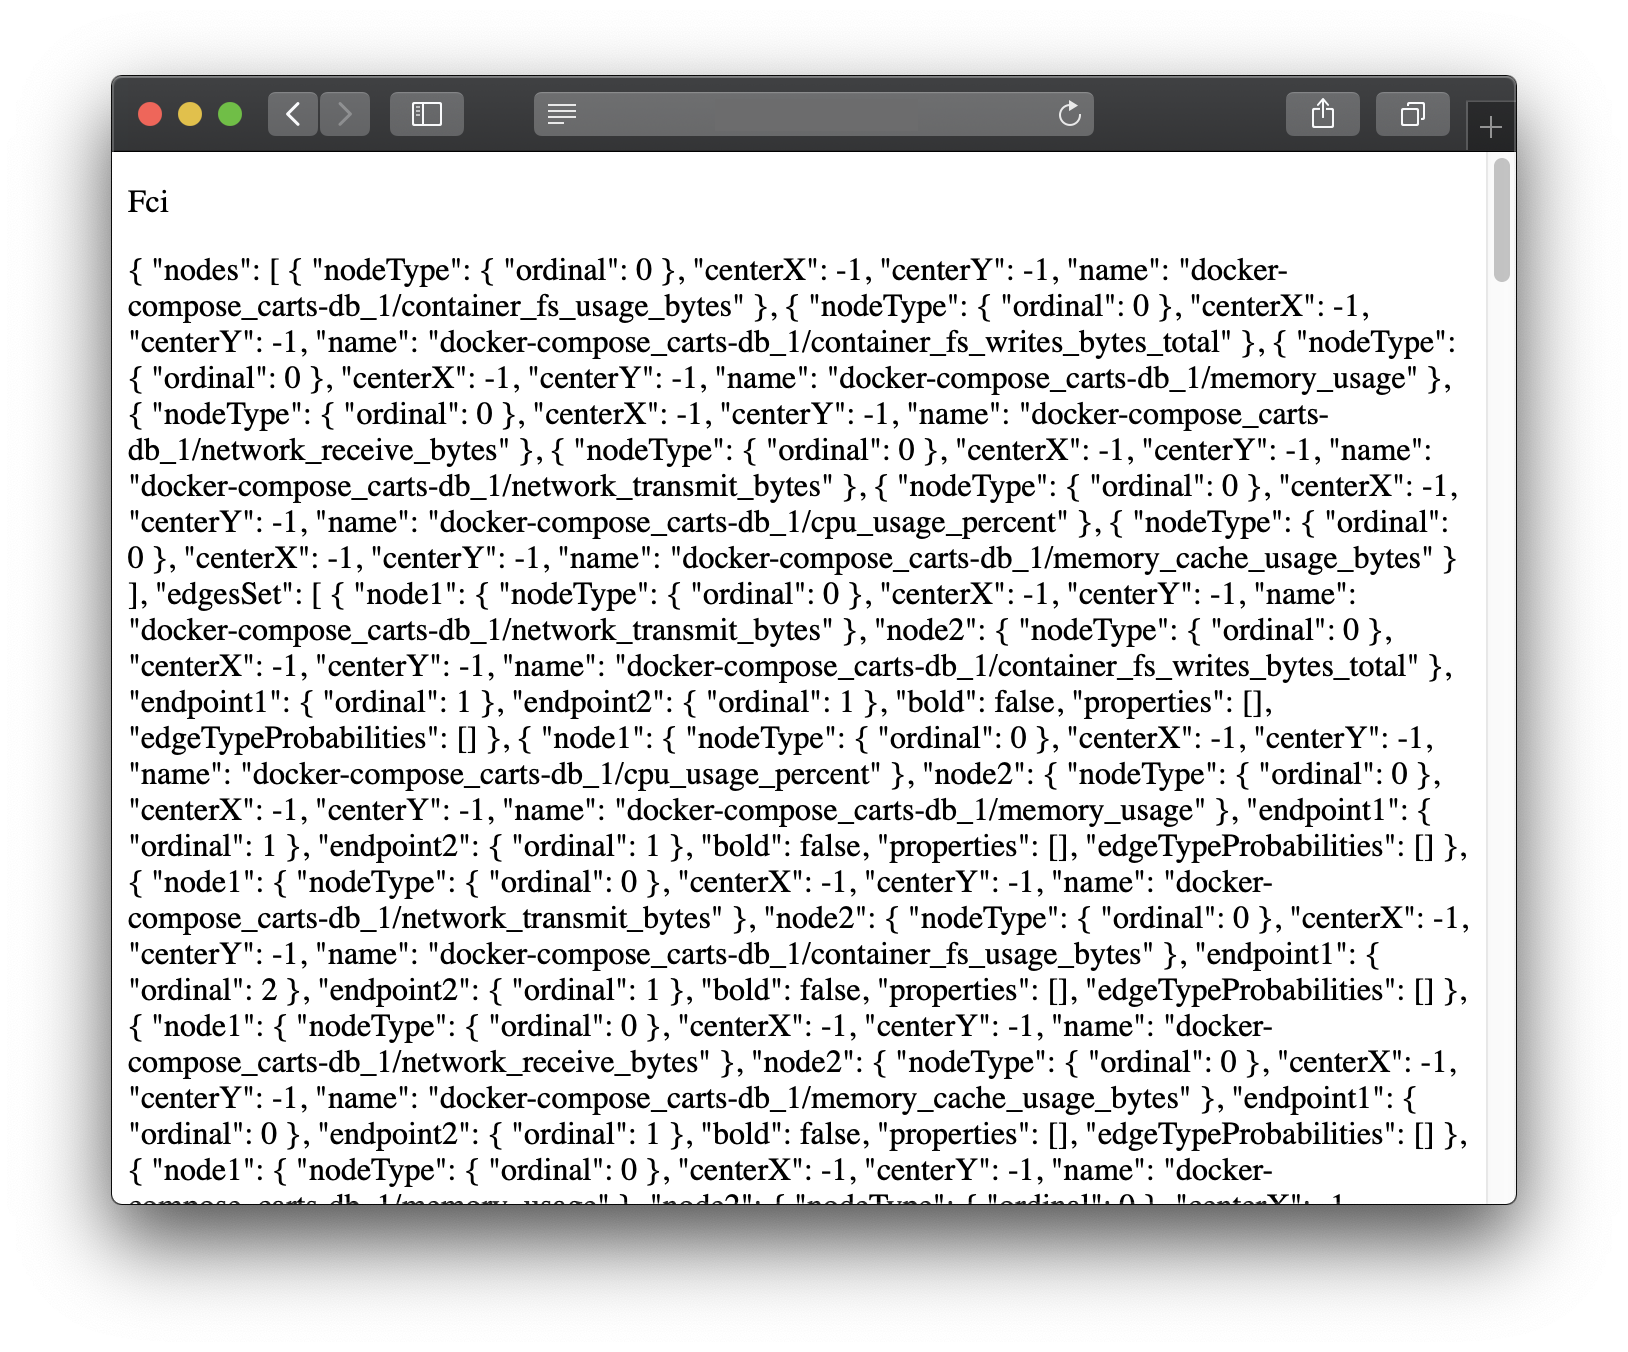 Fci
{ "nodes": [ { "nodeType": { "ordinal": 0 }, "centerX": -1, "centerY": -1, "name": "docker-
compose_carts-db_1/container_fs_usage_bytes" }, { "nodeType": { "ordinal": 0 }, "centerX": -1,
"centerY": -1, "name": "docker-compose_carts-db_1/container_fs_writes_bytes_total" }, { "nodeType":
{ "ordinal": 0 }, "centerX": -1, "centerY": -1, "name": "docker-compose_carts-db_1/memory_usage" },
{ "nodeType": { "ordinal": 0 }, "centerX": -1, "centerY": -1, "name": "docker-compose_carts-
db_1/network_receive_bytes" }, { "nodeType": { "ordinal": 0 }, "centerX": -1, "centerY": -1, "name":
"docker-compose_carts-db_1/network_transmit_bytes" }, { "nodeType": { "ordinal": 0 }, "centerX": -1,
"centerY": -1, "name": "docker-compose_carts-db_1/cpu_usage_percent" }, { "nodeType": { "ordinal":
0 }, "centerX": -1, "centerY": -1, "name": "docker-compose_carts-db_1/memory_cache_usage_bytes" }
], "edgesSet": [ { "node1": { "nodeType": { "ordinal": 0 }, "centerX": -1, "centerY": -1, "name":
"docker-compose_carts-db_1/network_transmit_bytes" }, "node2": { "nodeType": { "ordinal": 0 },
"centerX": -1, "centerY": -1, "name": "docker-compose_carts-db_1/container_fs_writes_bytes_total" },
"endpoint1": { "ordinal": 1 }, "endpoint2": { "ordinal": 1 }, "bold": false, "properties": [],
"edgeTypeProbabilities": [] }, { "node1": { "nodeType": { "ordinal": 0 }, "centerX": -1, "centerY": -1,
"name": "docker-compose_carts-db_1/cpu_usage_percent" }, "node2": { "nodeType": { "ordinal": 0 },
"centerX": -1, "centerY": -1, "name": "docker-compose_carts-db_1/memory_usage" }, "endpoint1": {
"ordinal": 1 }, "endpoint2": { "ordinal": 1 }, "bold": false, "properties": [], "edgeTypeProbabilities": [] },
{ "node1": { "nodeType": { "ordinal": 0 }, "centerX": -1, "centerY": -1, "name": "docker-
compose_carts-db_1/network_transmit_bytes" }, "node2": { "nodeType": { "ordinal": 0 }, "centerX": -1,
"centerY": -1, "name": "docker-compose_carts-db_1/container_fs_usage_bytes" }, "endpoint1": {
"ordinal": 2 }, "endpoint2": { "ordinal": 1 }, "bold": false, "properties": [], "edgeTypeProbabilities": [] },
{ "node1": { "nodeType": { "ordinal": 0 }, "centerX": -1, "centerY": -1, "name": "docker-
compose_carts-db_1/network_receive_bytes" }, "node2": { "nodeType": { "ordinal": 0 }, "centerX": -1,
"centerY": -1, "name": "docker-compose_carts-db_1/memory_cache_usage_bytes" }, "endpoint1": {
"ordinal": 0 }, "endpoint2": { "ordinal": 1 }, "bold": false, "properties": [], "edgeTypeProbabilities": [] },
{ "node1": { "nodeType": { "ordinal": 0 }, "centerX": -1, "centerY": -1, "name": "docker-
compose_carts-db_1/memory_usage" }, "node2": { "nodeType": { "ordinal": 0 }, "centerX": -1,